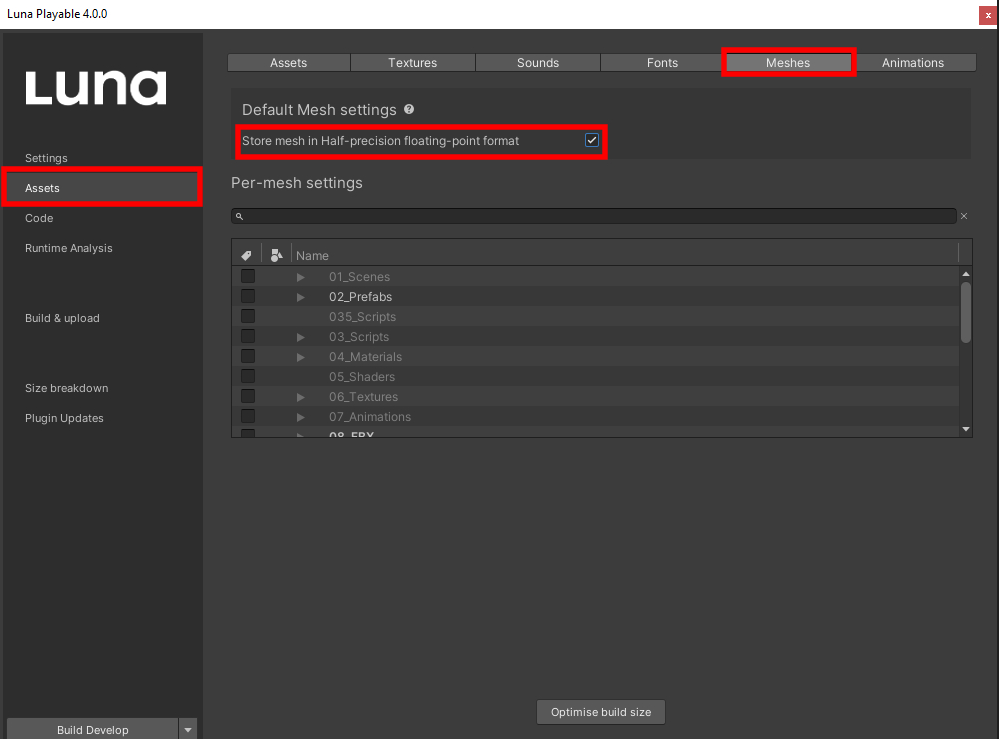 Luna Playable 4.0.0
x
Luna
Settings
Assets
Code
Runtime Analysis
Build & upload
Size breakdown
Plugin Updates
Build Develop
Assets Textures Sounds Fonts Meshes Animations
Default Mesh settings ?
Store mesh in Half-precision floating-point format
Per-mesh settings
Name
01_Scenes
02_Prefabs
035_Scripts
03_Scripts
04_Materials
05_Shaders
06_Textures
07_Animations
08_FBX
Optimise build size